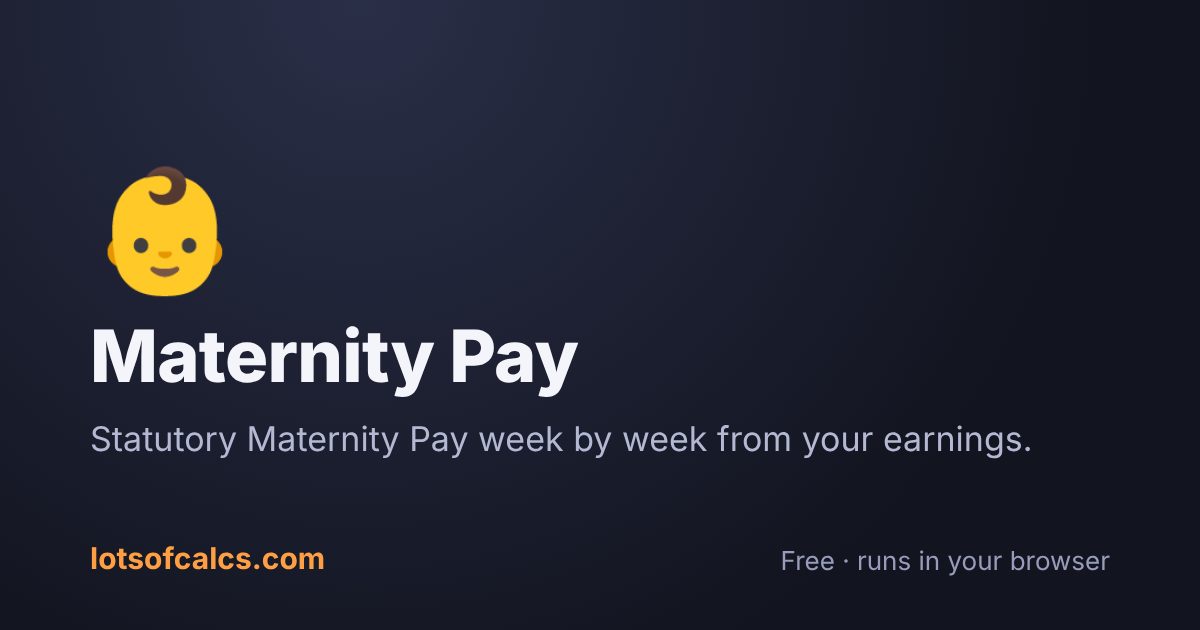 Maternity Pay
Statutory Maternity Pay week by week from your earnings.
lotsofcalcs.com
Free · runs in your browser